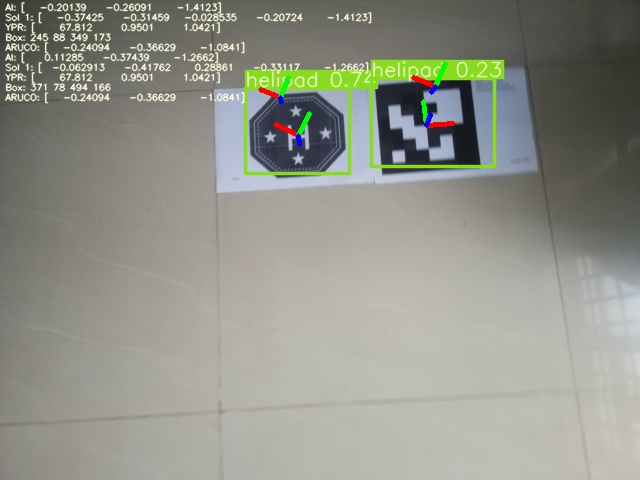 AI: [ -0.20139 -0.26091 -1.4123]
Sol 1: [ -0.37425 -0.31459 -0.028535 -0.20724 -1.4123]
YPR: [ 67.812 0.9501 1.0421]
Box: 245 88 349 173
ARUCO: [ -0.24094 -0.36629 -1.0841]
AI: [ 0.11285 -0.37439 -1.2662]
Sol 1: [ -0.062913 -0.41762 0.28861 -0.33117 -1.2662]
YPR: [ 67.812 0.9501 1.0421]
Box: 371 78 494 166
ARUCO: [ -0.24094 -0.36629 -1.0841]
helipad 0.74
helipad 0.23
H